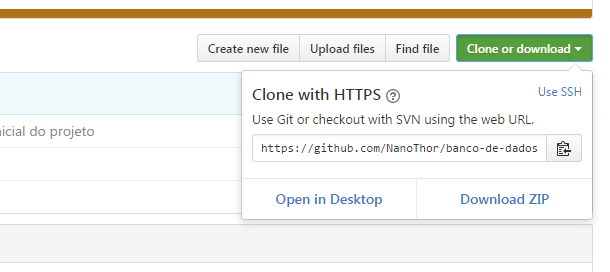 Create new file Upload files Find file Clone or download
Clone with HTTPS ? Use SSH
Use Git or checkout with SVN using the web URL.
https://github.com/NanoThor/banco-de-dados
Open in Desktop Download ZIP
do projeto